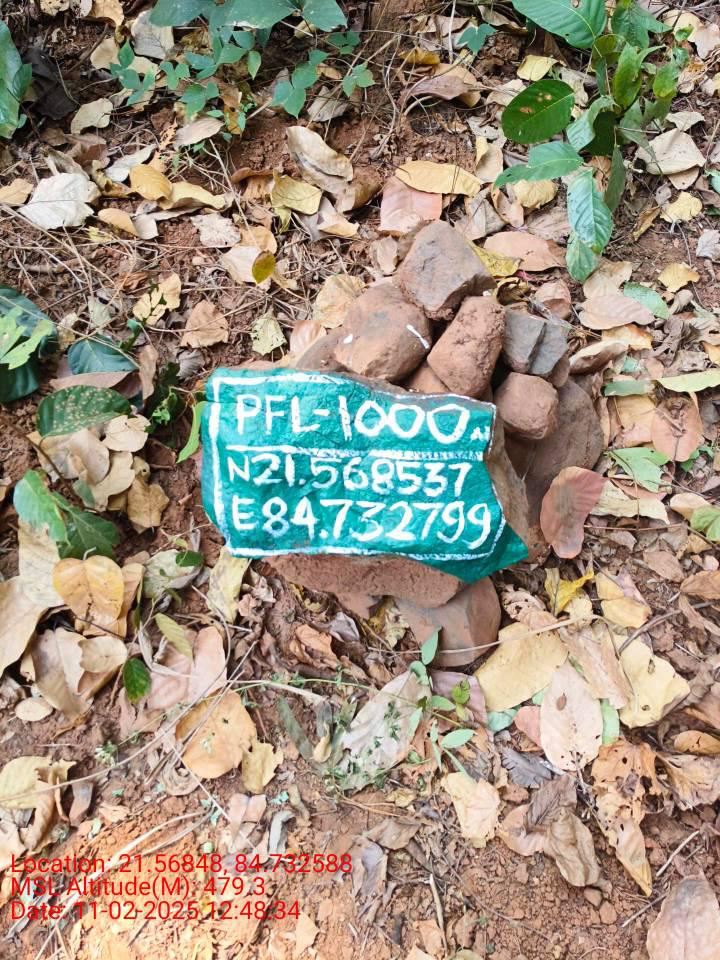 PFL-1000
N21.568537
E84.732799
Location: 21.56848, 84.732588
MSL Altitude(M): 479.3
Date: 11-02-2025 12:48:34